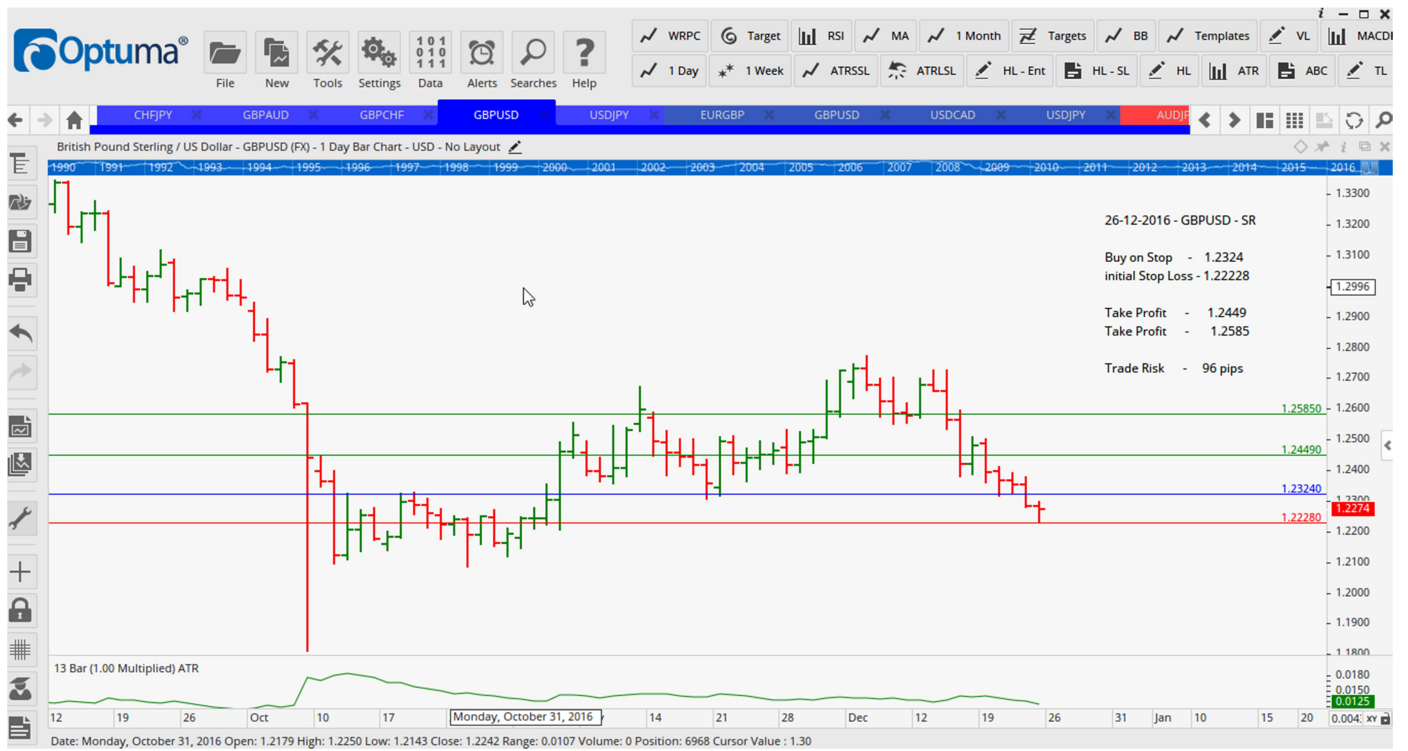 i
Optuma®
File New Tools Settings Data Alerts Searches Help
101
010
111
WRPC Target RSI MA 1 Month Targets BB Templates VL MACDI
1 Day 1 Week ATRSSL ATRLSL HL - Ent HL - SL HL ATR ABC TL
CHFJPY GBPAUD GBPCHF GBPUSD USDJPY EURGBP GBPUSD USDCAD USDJPY AUDJP
British Pound Sterling / US Dollar - GBPUSD (FX) - 1 Day Bar Chart - USD - No Layout
1990 1991 1992 1993 1994 1995 1996 1997 1998 1999 2000 2001 2002 2003 2004 2005 2006 2007 2008 2009 2010 2011 2012 2013 2014 2015 2016
1.3300
26-12-2016 - GBPUSD - SR
1.3200
Buy on Stop - 1.2324
1.3100
initial Stop Loss - 1.22228
1.2996
Take Profit - 1.2449
1.2900
Take Profit - 1.2585
1.2800
Trade Risk - 96 pips
1.2700
1.25850
1.2600
1.24490
1.2500
1.2400
1.23240
1.2300
1.2274
1.22280
1.2200
1.2100
1.2000
1.1900
1.1800
13 Bar (1.00 Multiplied) ATR
0.0180
0.0150
0.0125
12 19 26 Oct 10 17 Monday, October 31, 2016 14 21 28 Dec 12 19 26 31 Jan 10 15 20 0.004 XY
Date: Monday, October 31, 2016 Open: 1.2179 High: 1.2250 Low: 1.2143 Close: 1.2242 Range: 0.0107 Volume: 0 Position: 6968 Cursor Value : 1.30